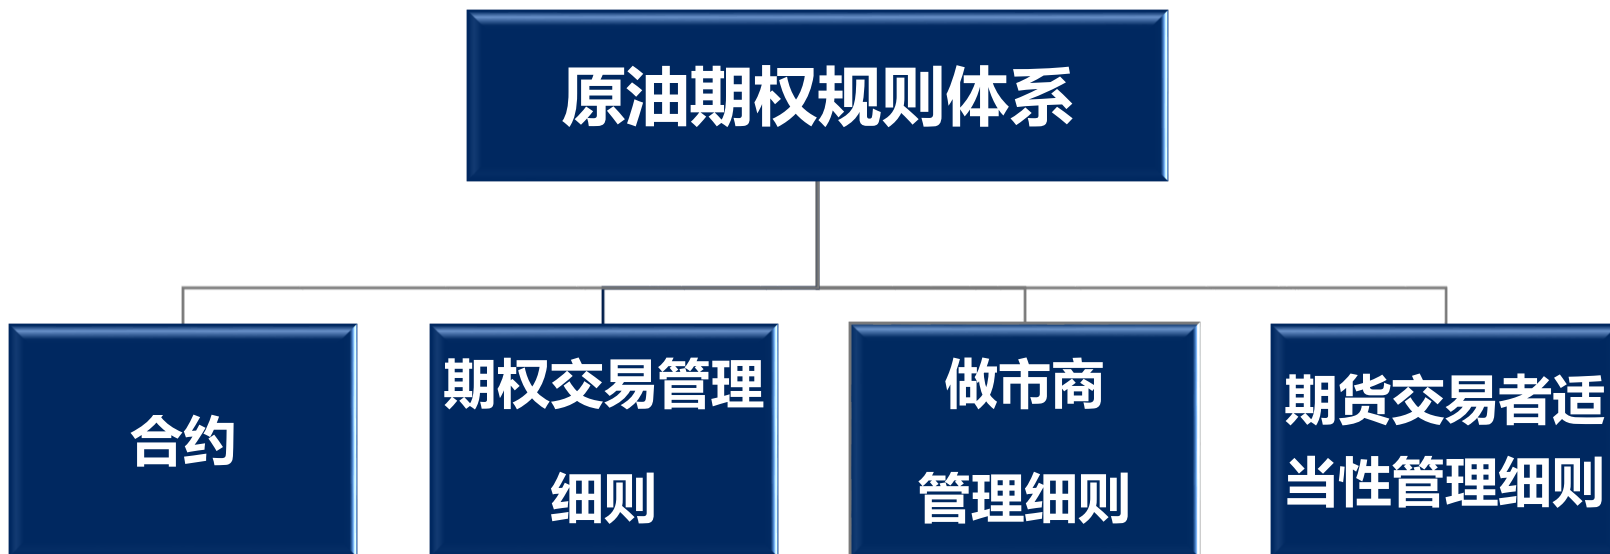 原油期权规则体系
合约
期权交易管理
细则
做市商
管理细则
期货交易者适
当性管理细则